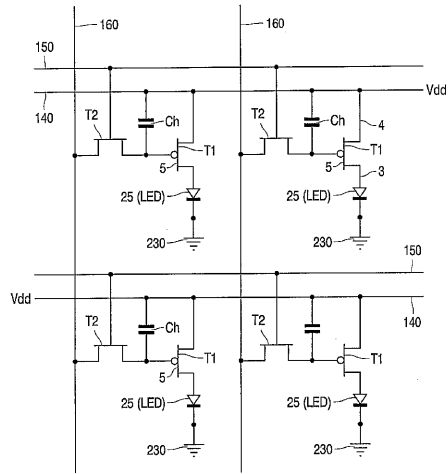 160 160
150
Vdd
140
T2 Ch T2 Ch 4
T1 T1
5 5 3
25 (LED) 25 (LED)
230 230
150
Vdd
140
T2 Ch T2
T1 T1
5
25 (LED) 25 (LED)
230 230